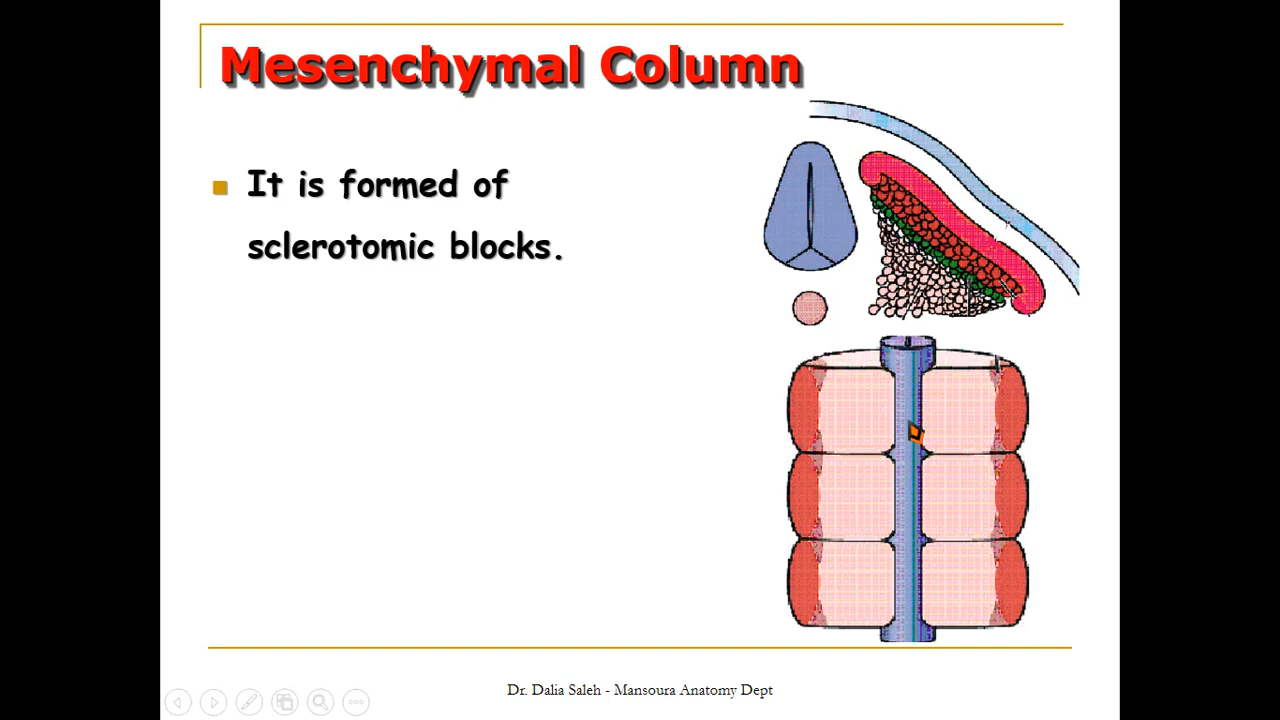 Mesenchymal Column
It is formed of
sclerotomic blocks.
Dr. Dalia Saleh - Mansoura Anatomy Dept